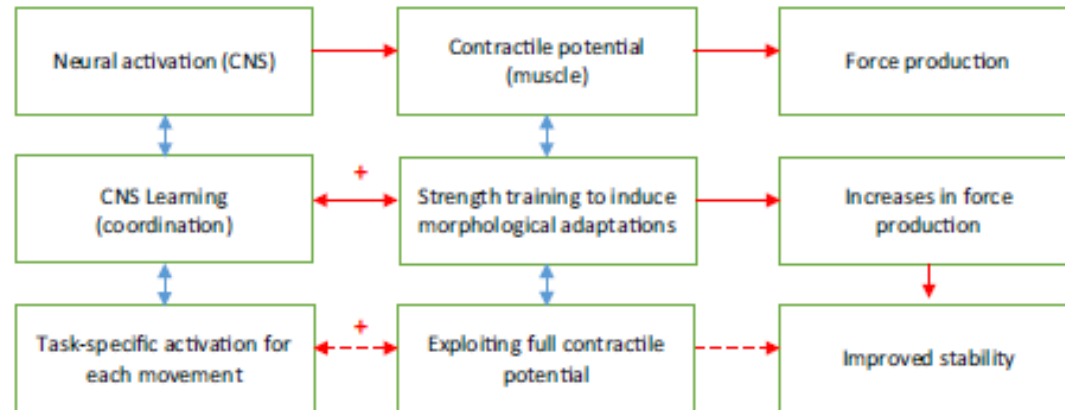 Neural activation (CNS)
Contractile potential
(muscle)
Force production
CNS Learning
(coordination)
+
Strength training to induce
morphological adaptations
Increases in force
production
Task-specific activation for
each movement
+
Exploiting full contractile
potential
Improved stability